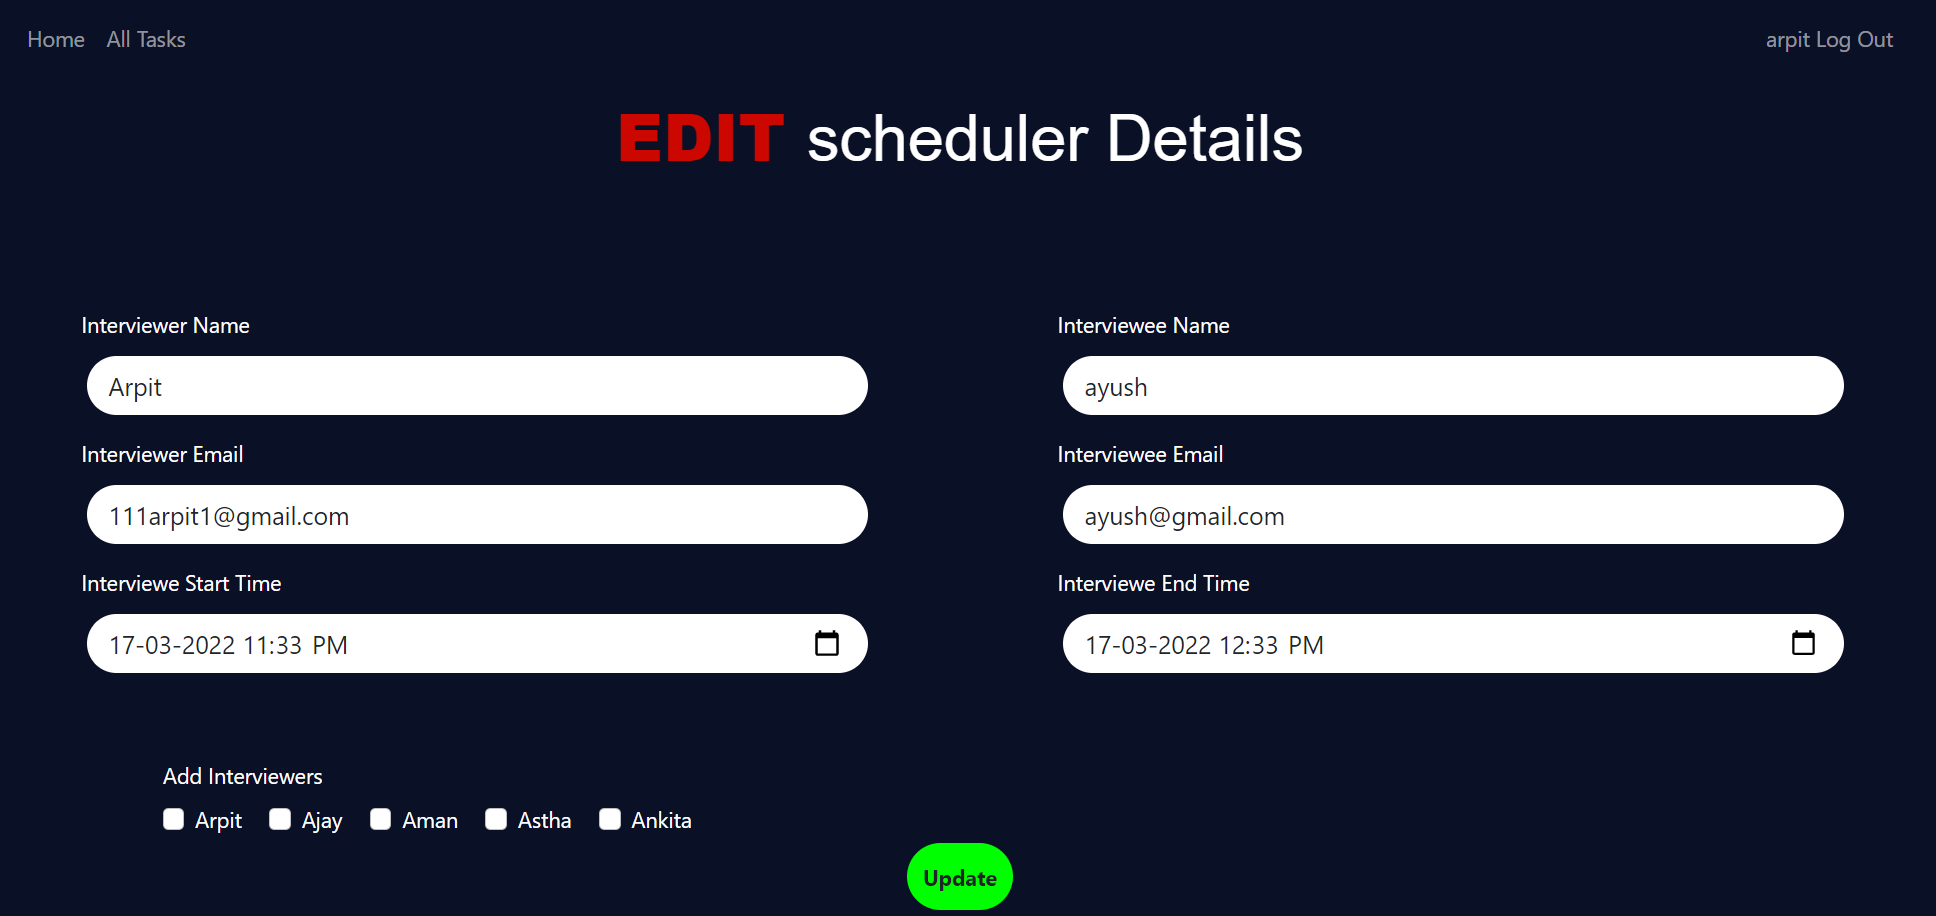 Home All Tasks arpit Log Out
EDIT scheduler Details
Interviewer Name
Arpit
Interviewee Name
ayush
Interviewer Email
111arpit1@gmail.com
Interviewee Email
ayush@gmail.com
Interviewe Start Time
17-03-2022 11:33 PM
Interviewe End Time
17-03-2022 12:33 PM
Add Interviewers
Arpit Ajay Aman Astha Ankita
Update